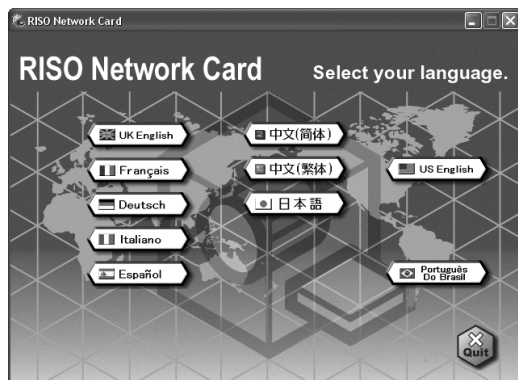 RISO Network Card
RISO Network Card
Select your language.
UK English
Français
Deutsch
Italiano
Español
中文(简体)
中文(繁体)
日本語
US English
Português
Do Brasil
Quit